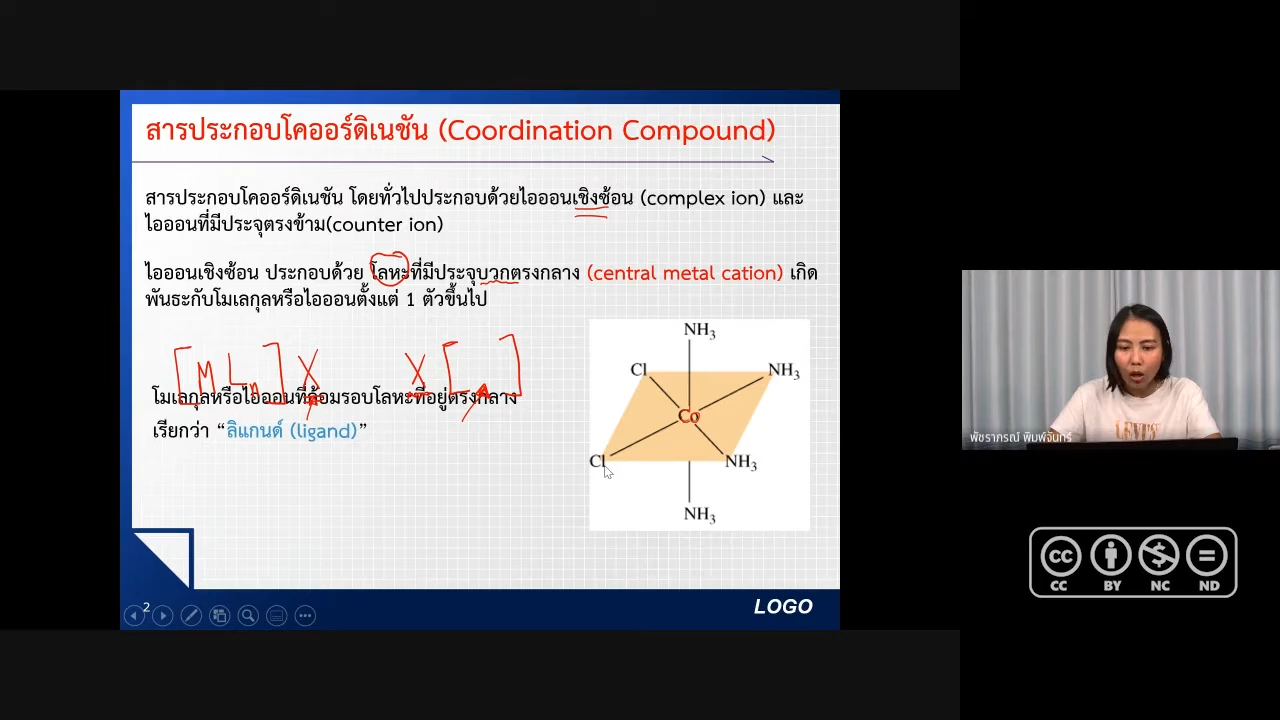 สารประกอบโคออร์ดิเนชัน (Coordination Compound)
สารประกอบโคออร์ดิเนชัน โดยทั่วไปประกอบด้วยไอออนเชิงซ้อน (complex ion) และ
ไอออนที่มีประจุตรงข้าม(counter ion)
ไอออนเชิงซ้อน ประกอบด้วย โลหะที่มีประจุบวกตรงกลาง (central metal cation) เกิด
พันธะกับโมเลกุลหรือไอออนตั้งแต่ 1 ตัวขึ้นไป
[MLn]X X[ ]
โมเลกุลหรือไอออนที่ล้อมรอบโลหะที่อยู่ตรงกลาง
เรียกว่า “ลิแกนด์ (ligand)”
NH3
Cl NH3
Co
Cl NH3
NH3
2
LOGO
พัชราภรณ์ พิมพ์จันทร์
cc
CC BY NC ND